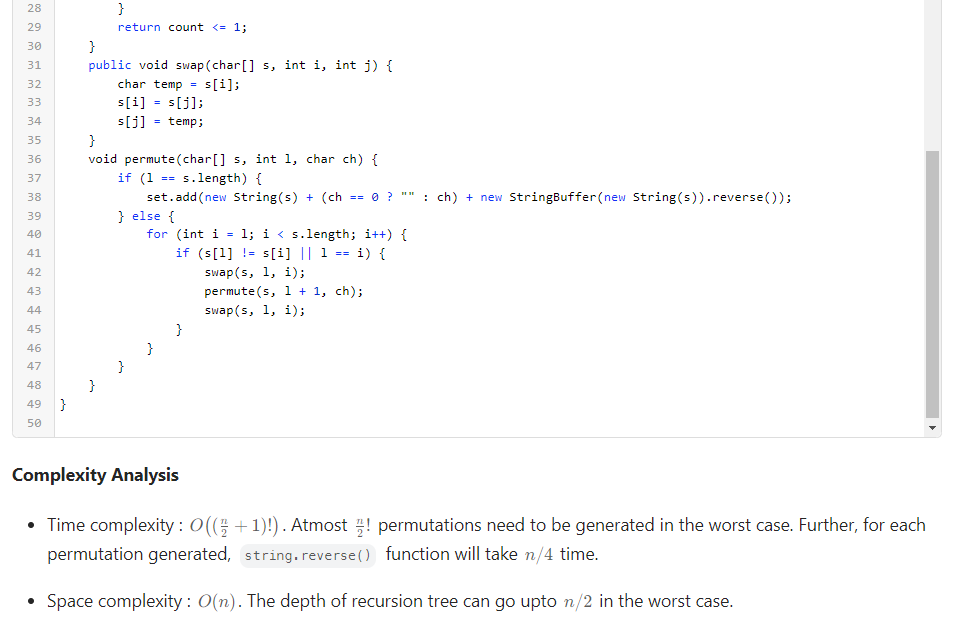 28 }
29 return count <= 1;
30 }
31 public void swap(char[] s, int i, int j) {
32 char temp = s[i];
33 s[i] = s[j];
34 s[j] = temp;
35 }
36 void permute(char[] s, int l, char ch) {
37 if (l == s.length) {
38 set.add(new String(s) + (ch == 0 ? "" : ch) + new StringBuffer(new String(s)).reverse());
39 } else {
40 for (int i = l; i < s.length; i++) {
41 if (s[l] != s[i] || l == i) {
42 swap(s, l, i);
43 permute(s, l + 1, ch);
44 swap(s, l, i);
45 }
46 }
47 }
48 }
49 }
50
Complexity Analysis
• Time complexity : O((n/2 + 1)!). Atmost n/2! permutations need to be generated in the worst case. Further, for each
permutation generated, string.reverse() function will take n/4 time.
• Space complexity : O(n). The depth of recursion tree can go upto n/2 in the worst case.